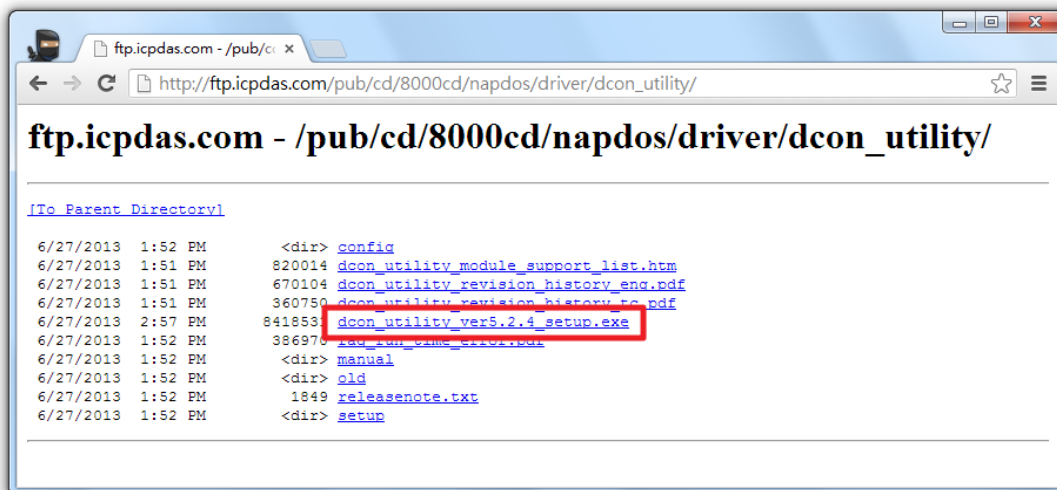 ftp.icpdas.com - /pub/cc
http://ftp.icpdas.com/pub/cd/8000cd/napdos/driver/dcon_utility/
ftp.icpdas.com - /pub/cd/8000cd/napdos/driver/dcon_utility/
[To Parent Directory]
6/27/2013 1:52 PM <dir> config
6/27/2013 1:51 PM 820014 dcon_utility_module_support_list.htm
6/27/2013 1:51 PM 670104 dcon_utility_revision_history_eng.pdf
6/27/2013 1:51 PM 360750 dcon_utility_revision_history_tc.pdf
6/27/2013 2:57 PM 8418531 dcon_utility_ver5.2.4_setup.exe
6/27/2013 1:52 PM 386970 faq_run_time_error.pdf
6/27/2013 1:52 PM <dir> manual
6/27/2013 1:52 PM <dir> old
6/27/2013 1:52 PM 1849 releasenote.txt
6/27/2013 1:52 PM <dir> setup